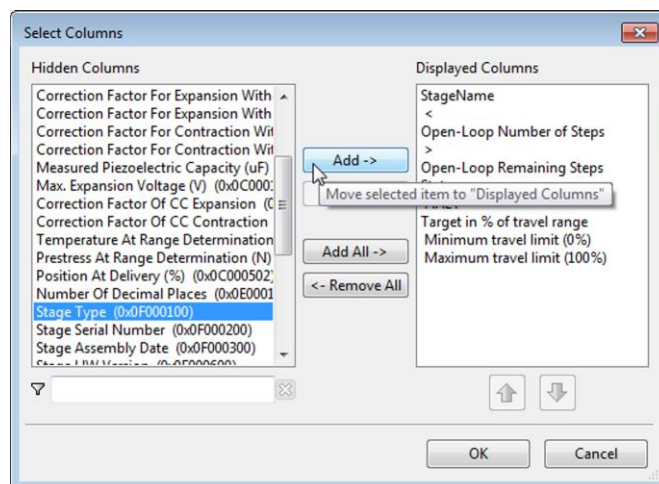 Select Columns
Hidden Columns
Correction Factor For Expansion With
Correction Factor For Expansion With
Correction Factor For Contraction Wit
Correction Factor For Contraction Wit
Measured Piezoelectric Capacity (uF)
Max. Expansion Voltage (V) (0x0C000
Correction Factor Of CC Expansion (0
Correction Factor Of CC Contraction
Temperature At Range Determination
Prestress At Range Determination (N)
Position At Delivery (%) (0x0C000502)
Number Of Decimal Places (0x0E0001
Stage Type (0x0F000100)
Stage Serial Number (0x0F000200)
Stage Assembly Date (0x0F000300)
Stage HW Version (0x0F000600)
Add ->
Move selected item to "Displayed Columns"
Add All ->
<- Remove All
Displayed Columns
StageName
<
Open-Loop Number of Steps
>
Open-Loop Remaining Steps
Target in % of travel range
Minimum travel limit (0%)
Maximum travel limit (100%)
OK
Cancel